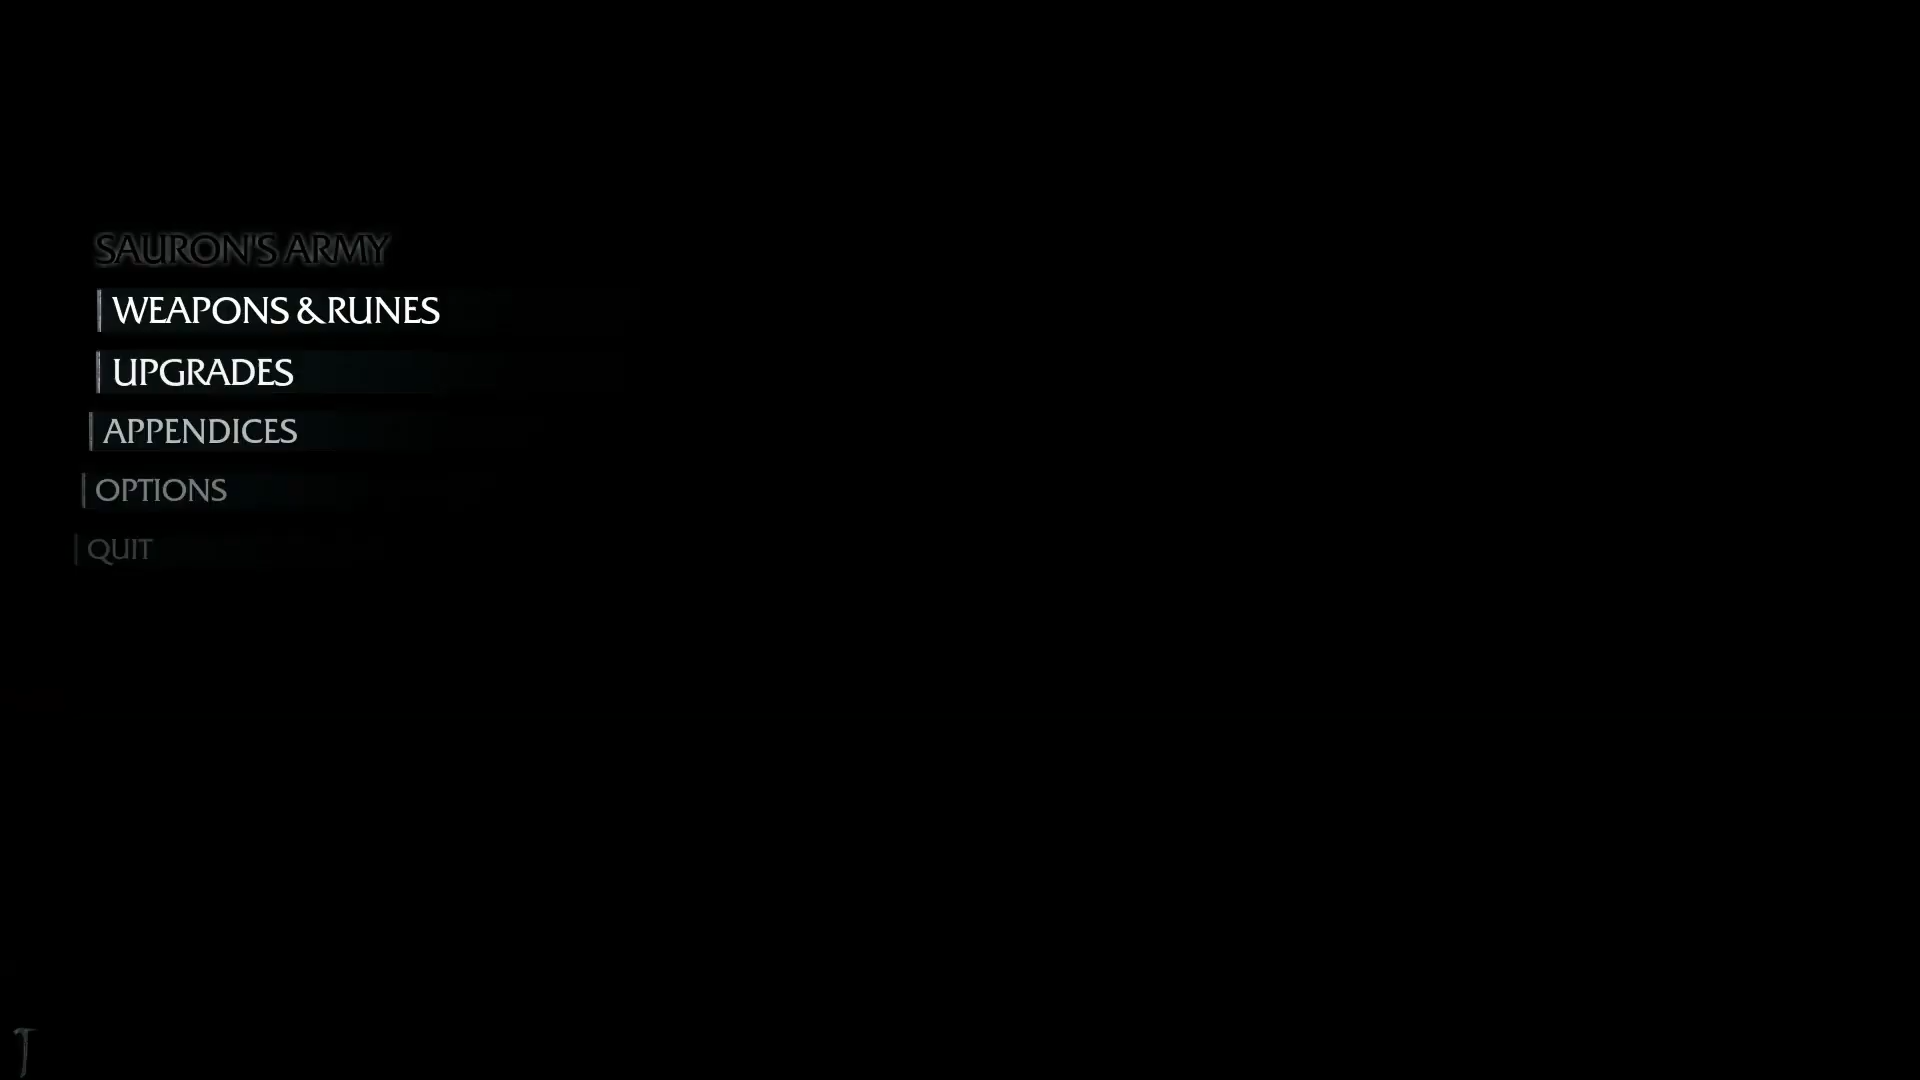 SAURON'S ARMY
WEAPONS & RUNES
UPGRADES
APPENDICES
OPTIONS
QUIT